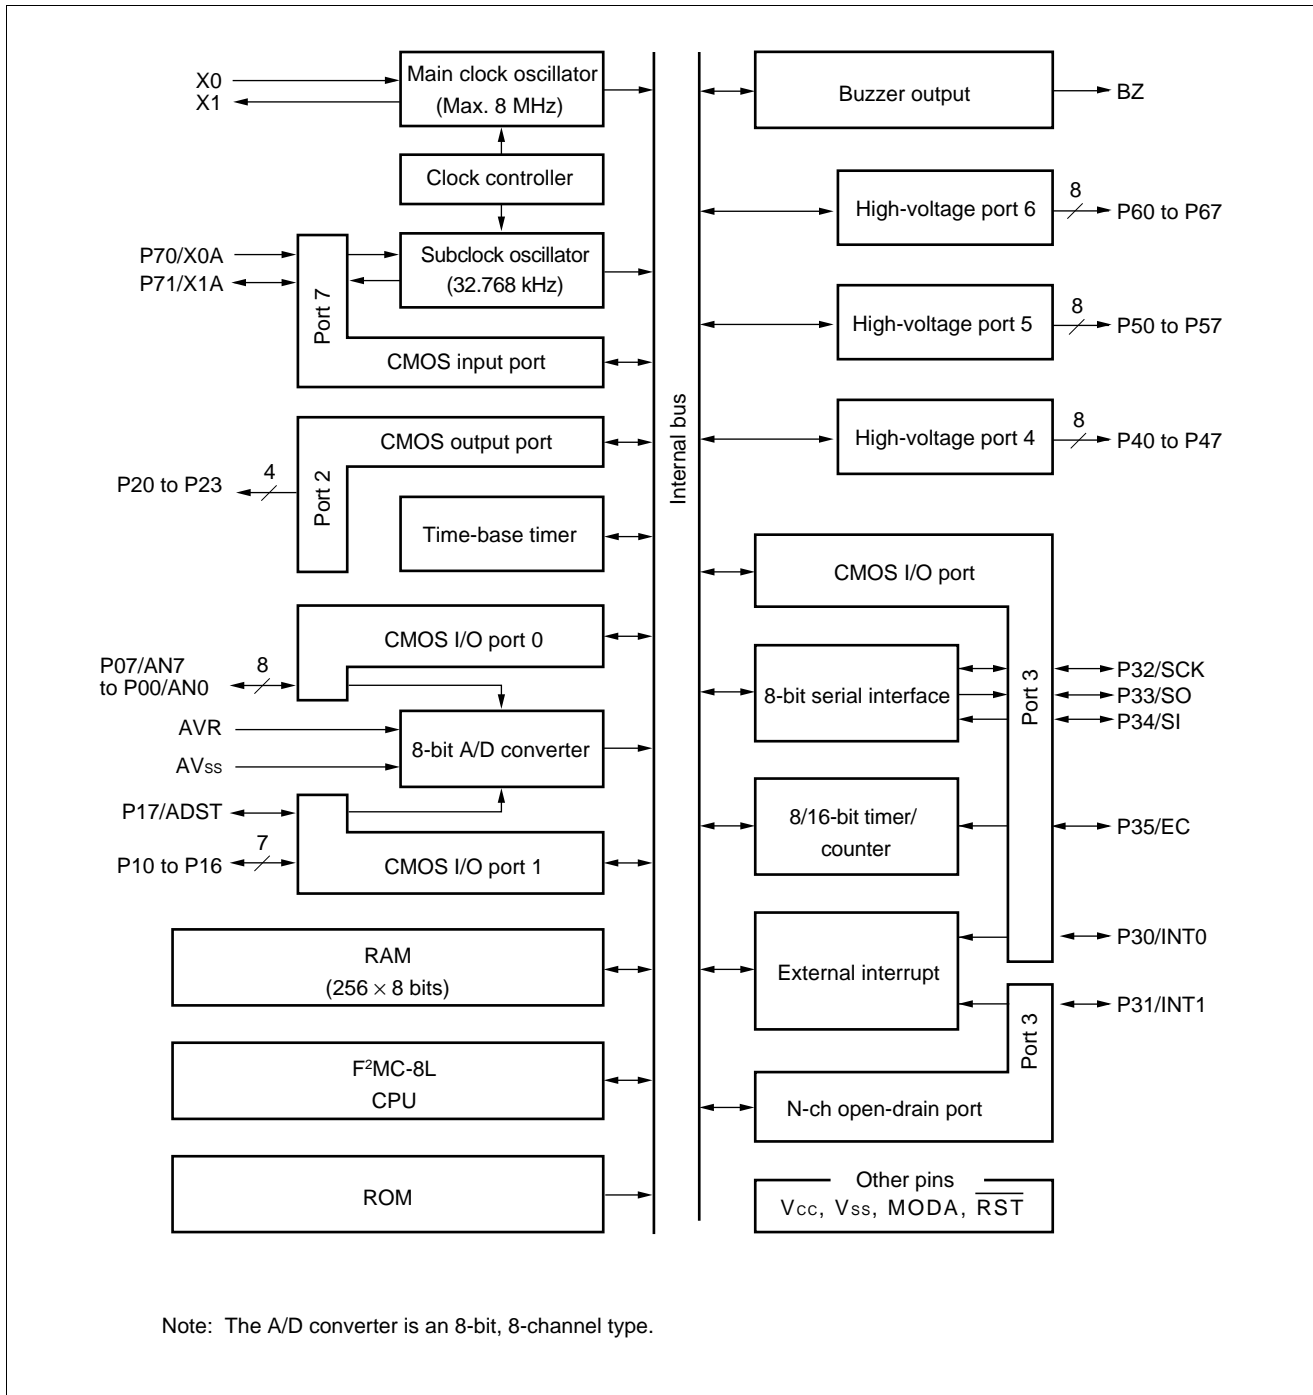 X0
X1
Main clock oscillator
(Max. 8 MHz)
Clock controller
P70/X0A
P71/X1A
Port 7
Subclock oscillator
(32.768 kHz)
CMOS input port
CMOS output port
P20 to P23
4
Port 2
Time-base timer
CMOS I/O port 0
P07/AN7
to P00/AN0
8
AVR
AVss
8-bit A/D converter
P17/ADST
P10 to P16
7
CMOS I/O port 1
RAM
(256 × 8 bits)
F²MC-8L
CPU
ROM
Internal bus
Buzzer output
BZ
High-voltage port 6
8
P60 to P67
High-voltage port 5
8
P50 to P57
High-voltage port 4
8
P40 to P47
CMOS I/O port
Port 3
8-bit serial interface
P32/SCK
P33/SO
P34/SI
8/16-bit timer/
counter
P35/EC
External interrupt
P30/INT0
P31/INT1
Port 3
N-ch open-drain port
Other pins
Vcc, Vss, MODA, R̅S̅T̅
Note: The A/D converter is an 8-bit, 8-channel type.